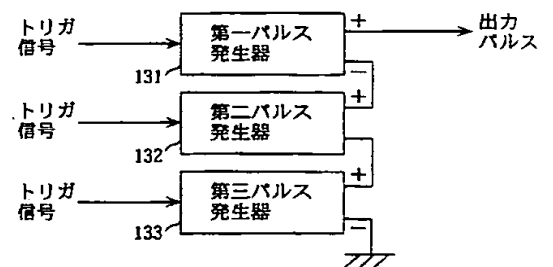 トリガ
信号
第一パルス
発生器
131
+
−
出力
パルス
トリガ
信号
第二パルス
発生器
132
+
トリガ
信号
第三パルス
発生器
133
+
−